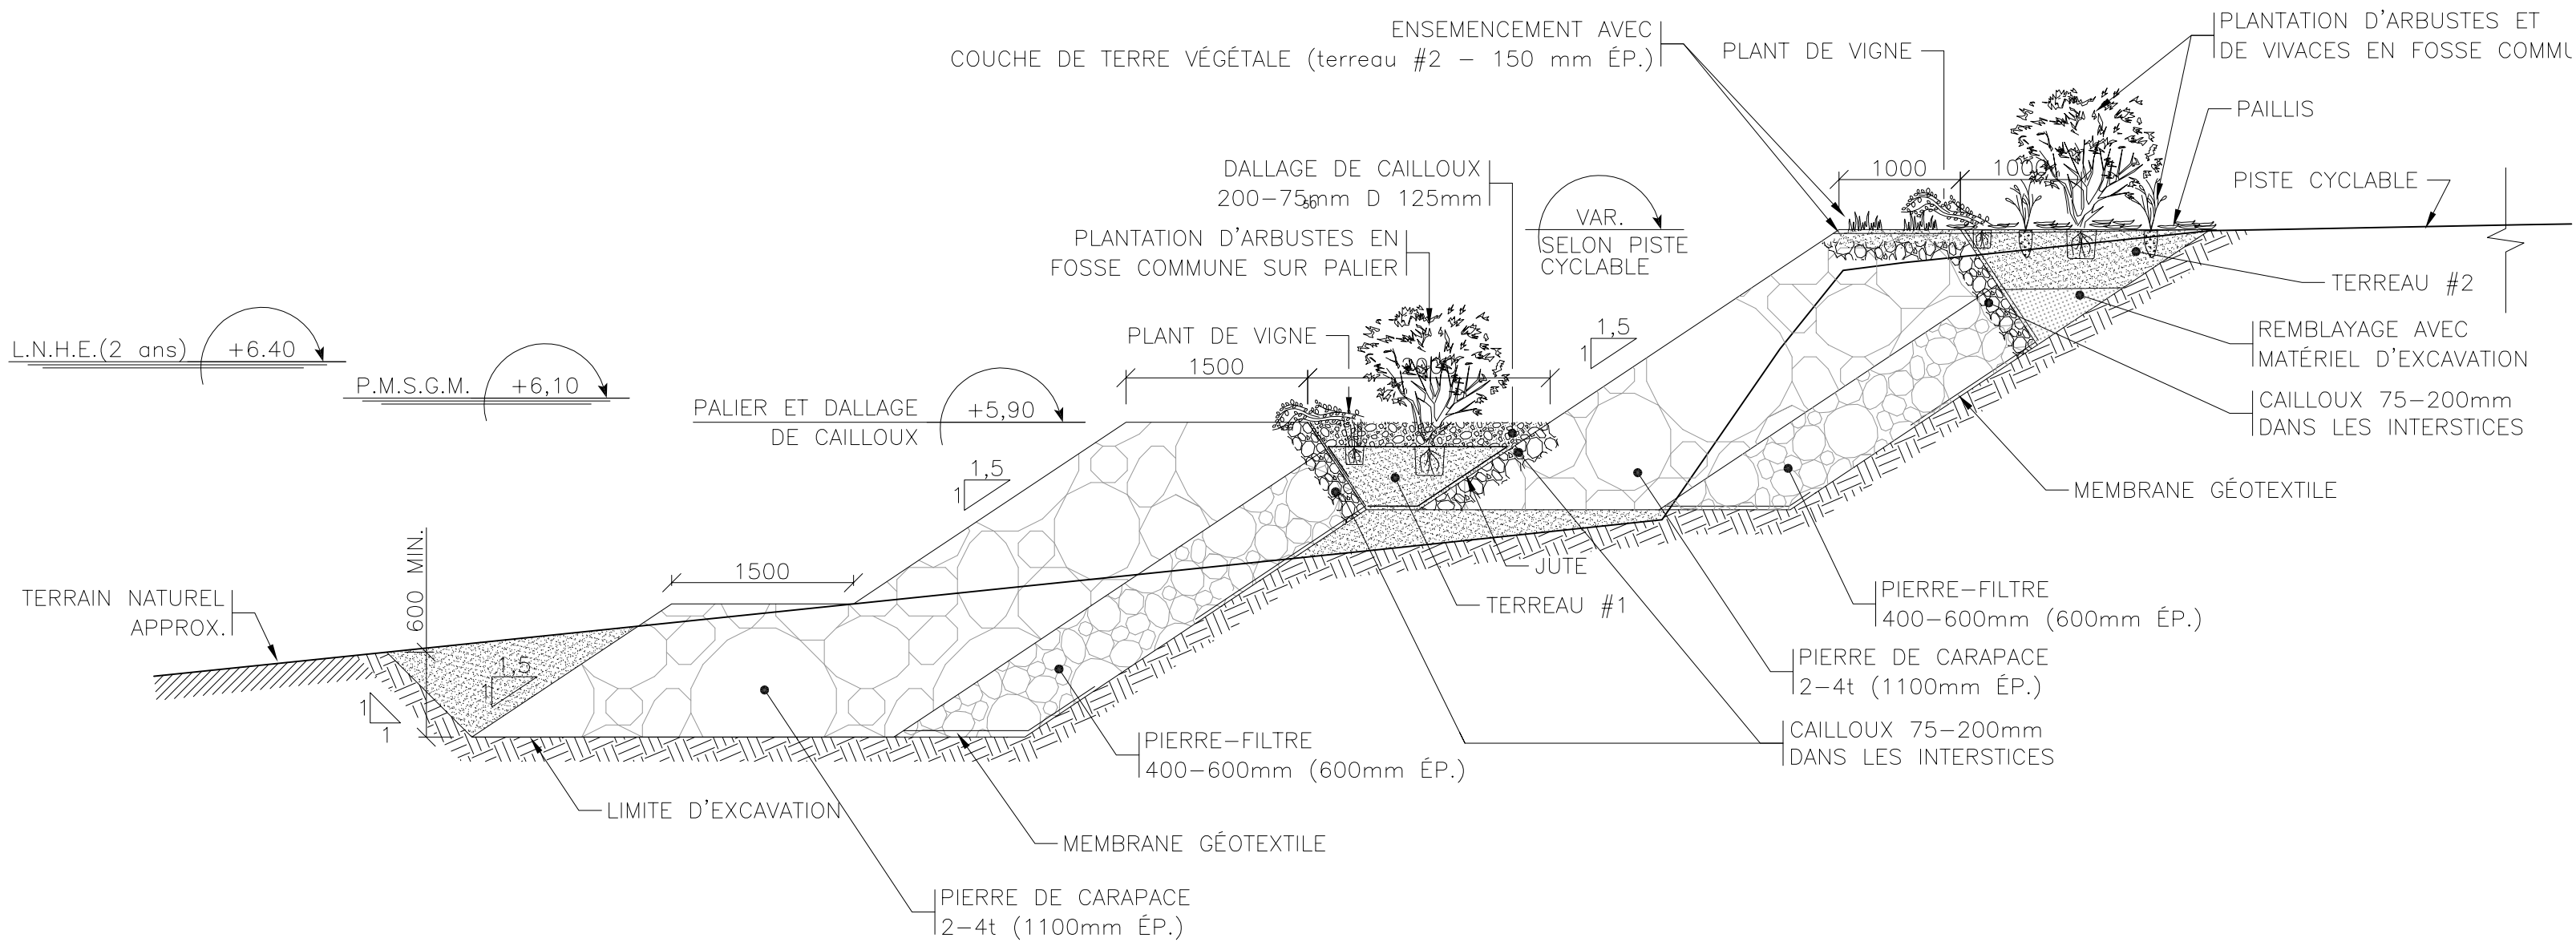 ENSEMENCEMENT AVEC
COUCHE DE TERRE VÉGÉTALE (terreau #2 – 150 mm ÉP.)
PLANT DE VIGNE
PLANTATION D'ARBUSTES ET
DE VIVACES EN FOSSE
PAILLIS
PISTE CYCLABLE
1000
1000
DALLAGE DE CAILLOUX
200–75mm D 125mm
50
VAR.
SELON PISTE
CYCLABLE
PLANTATION D'ARBUSTES EN
FOSSE COMMUNE SUR PALIER
TERREAU #2
REMBLAYAGE AVEC
MATÉRIEL D'EXCAVATION
CAILLOUX 75–200mm
DANS LES INTERSTICES
MEMBRANE GÉOTEXTILE
L.N.H.E.(2 ans) +6.40
P.M.S.G.M. +6,10
PLANT DE VIGNE
1500
1,5
1
PALIER ET DALLAGE
DE CAILLOUX
+5,90
1,5
1
600 MIN.
1500
TERRAIN NATUREL
APPROX.
1,5
1
1
1
JUTE
TERREAU #1
PIERRE–FILTRE
400–600mm (600mm ÉP.)
PIERRE DE CARAPACE
2–4t (1100mm ÉP.)
CAILLOUX 75–200mm
DANS LES INTERSTICES
PIERRE–FILTRE
400–600mm (600mm ÉP.)
LIMITE D'EXCAVATION
MEMBRANE GÉOTEXTILE
PIERRE DE CARAPACE
2–4t (1100mm ÉP.)